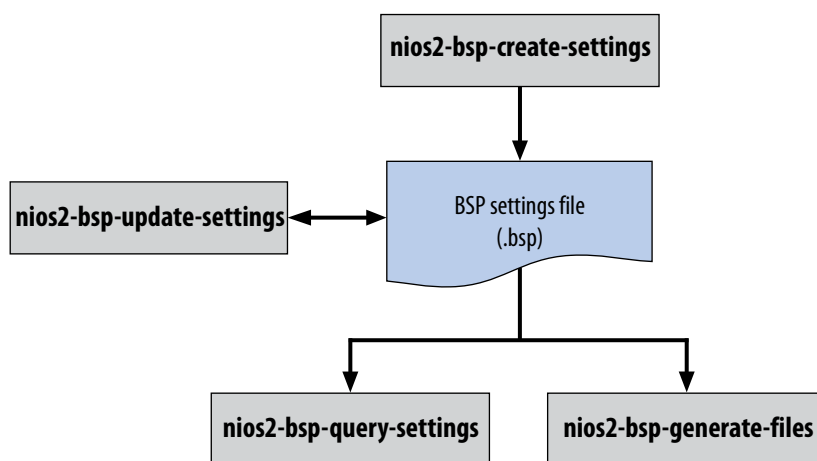 nios2-bsp-create-settings
BSP settings file
(.bsp)
nios2-bsp-update-settings
nios2-bsp-query-settings
nios2-bsp-generate-files